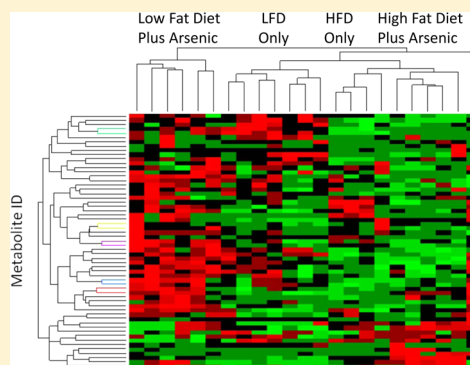 Low Fat Diet
Plus Arsenic
LFD
Only
HFD
Only
High Fat Diet
Plus Arsenic
Metabolite ID